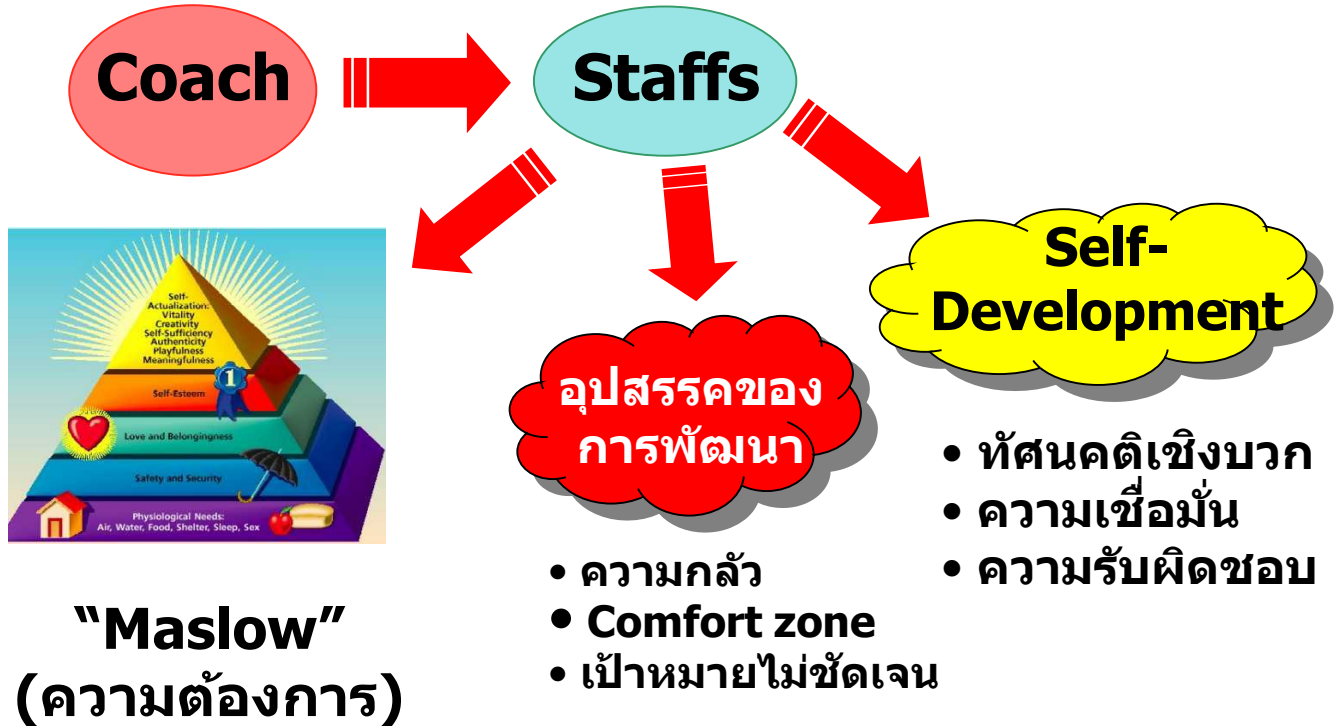 Coach
Staffs
Self-
Actualization:
Vitality
Creativity
Self-Sufficiency
Authenticity
Playfulness
Meaningfulness
1
Self-Esteem
Love and Belongingness
Safety and Security
Physiological Needs:
Air, Water, Food, Shelter, Sleep, Sex
“Maslow”
(ความต้องการ)
อุปสรรคของ
การพัฒนา
• ความกลัว
• Comfort zone
• เป้าหมายไม่ชัดเจน
Self-
Development
• ทัศนคติเชิงบวก
• ความเชื่อมั่น
• ความรับผิดชอบ